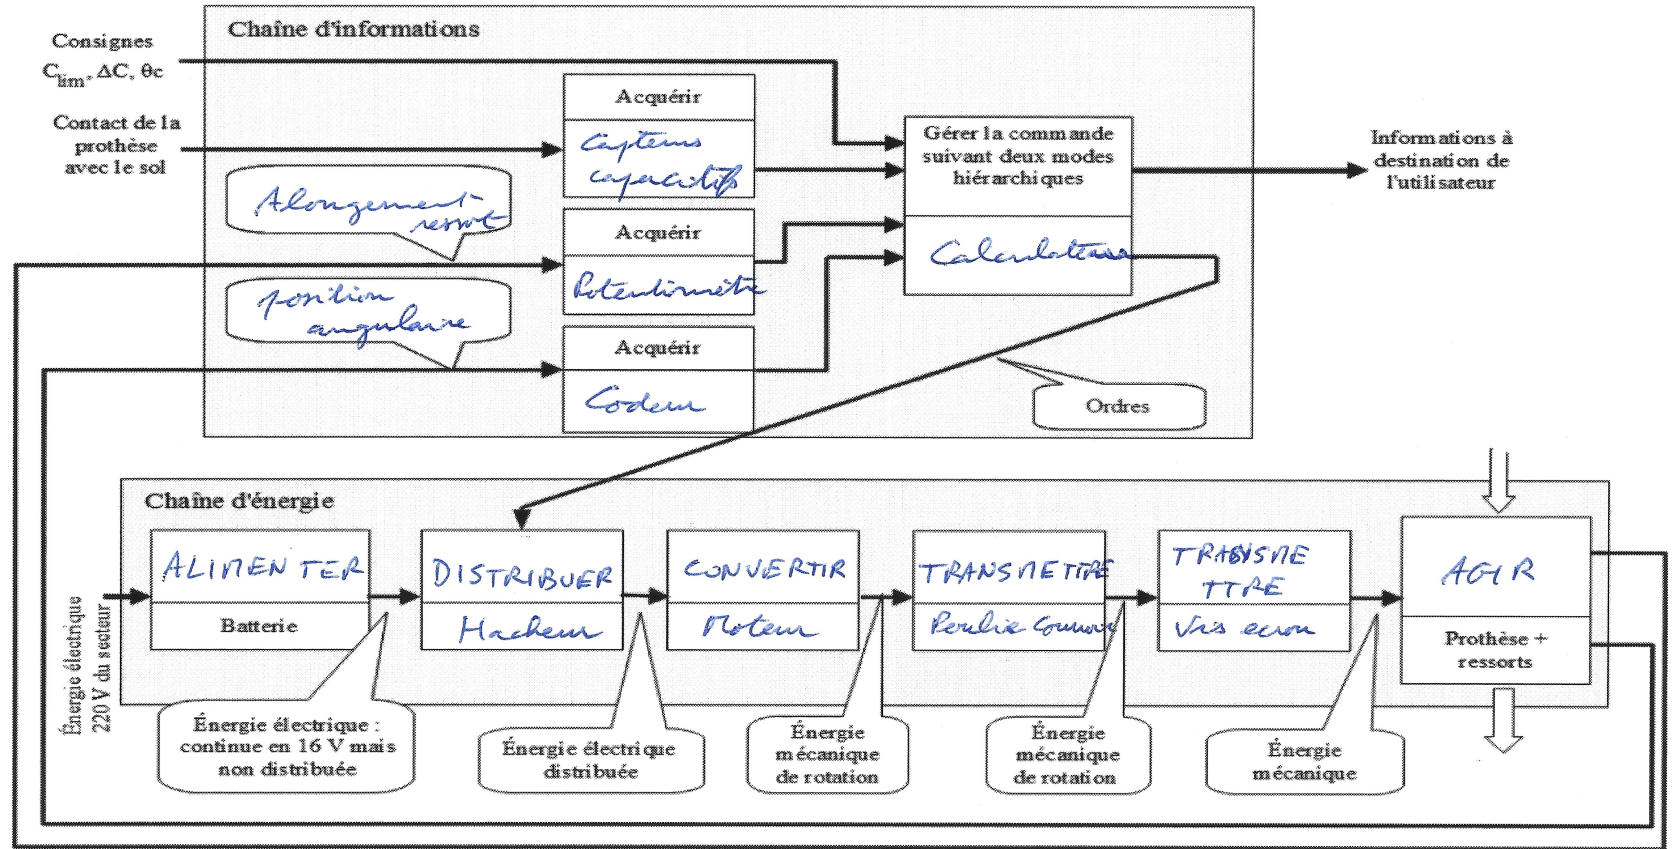 Chaîne d'informations
Consignes
Clim, ΔC, θc
Contact de la
prothèse
avec le sol
Acquérir
Capteurs
capacitifs
Alongement
ressort
Acquérir
Potentiomètre
position
angulaire
Acquérir
Codeur
Gérer la commande
suivant deux modes
hiérarchiques
Calculateur
Informations à
destination de
l'utilisateur
Ordres
Chaîne d'énergie
Énergie électrique
220 V du secteur
ALIMENTER
Batterie
DISTRIBUER
Hacheur
CONVERTIR
Moteur
TRANSMETTRE
Poulie Courroie
TRANSME
TTRE
Vis ecrou
AGIR
Prothèse +
ressorts
Énergie électrique :
continue en 16 V mais
non distribuée
Énergie électrique
distribuée
Énergie
mécanique
de rotation
Énergie
mécanique
de rotation
Énergie
mécanique